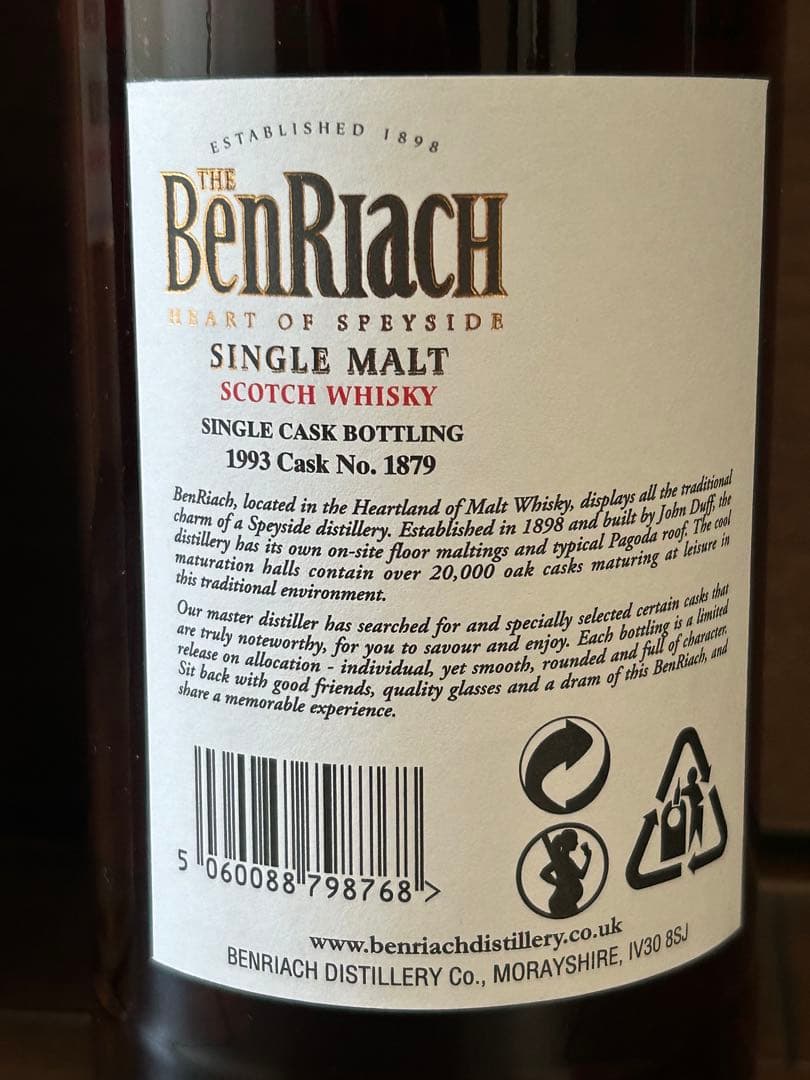 ESTABLISHED 1898
THE
BENRIACH
HEART OF SPEYSIDE
SINGLE MALT
SCOTCH WHISKY
SINGLE CASK BOTTLING
1993 Cask No. 1879
BenRiach, located in the Heartland of Malt Whisky, displays all the traditional
charm of a Speyside distillery. Established in 1898 and built by John Duff, the
distillery has its own on-site floor maltings and typical Pagoda roof. The cool
maturation halls contain over 20,000 oak casks maturing at leisure in
this traditional environment.
Our master distiller has searched for and specially selected certain casks that
are truly noteworthy, for you to savour and enjoy. Each bottling is a limited
release on allocation - individual, yet smooth, rounded and full of character.
Sit back with good friends, quality glasses and a dram of this BenRiach, and
share a memorable experience.
5 060088 798768 >
www.benriachdistillery.co.uk
BENRIACH DISTILLERY Co., MORAYSHIRE, IV30 8SJ